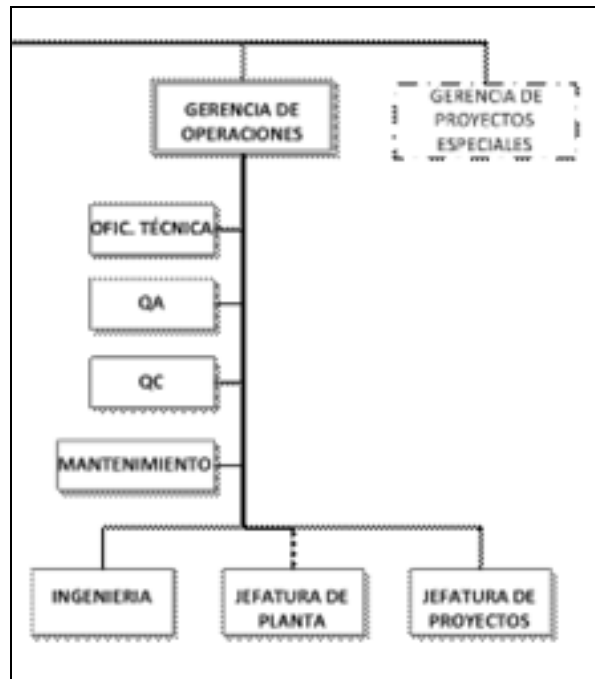 GERENCIA DE
OPERACIONES
GERENCIA DE
PROYECTOS
ESPECIALES
OFIC. TÉCNICA
QA
QC
MANTENIMIENTO
INGENIERIA
JEFATURA DE
PLANTA
JEFATURA DE
PROYECTOS